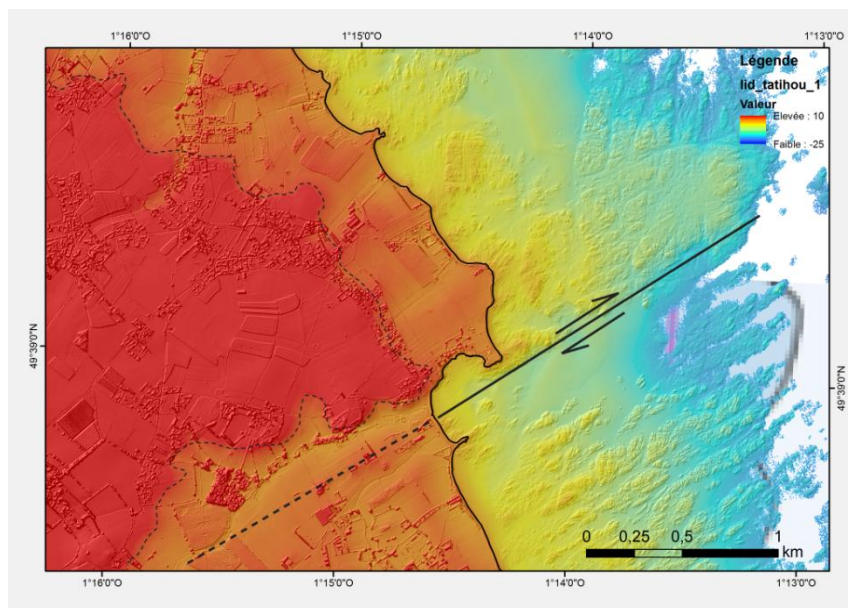 1°16'0"O 1°15'0"O 1°14'0"O 1°13'0"O
Légende
lid_tatihou_1
Valeur
Elevée : 10
Faible : -25
49°39'0"N
49°39'0"N
0 0,25 0,5 1
km
1°16'0"O 1°15'0"O 1°14'0"O 1°13'0"O